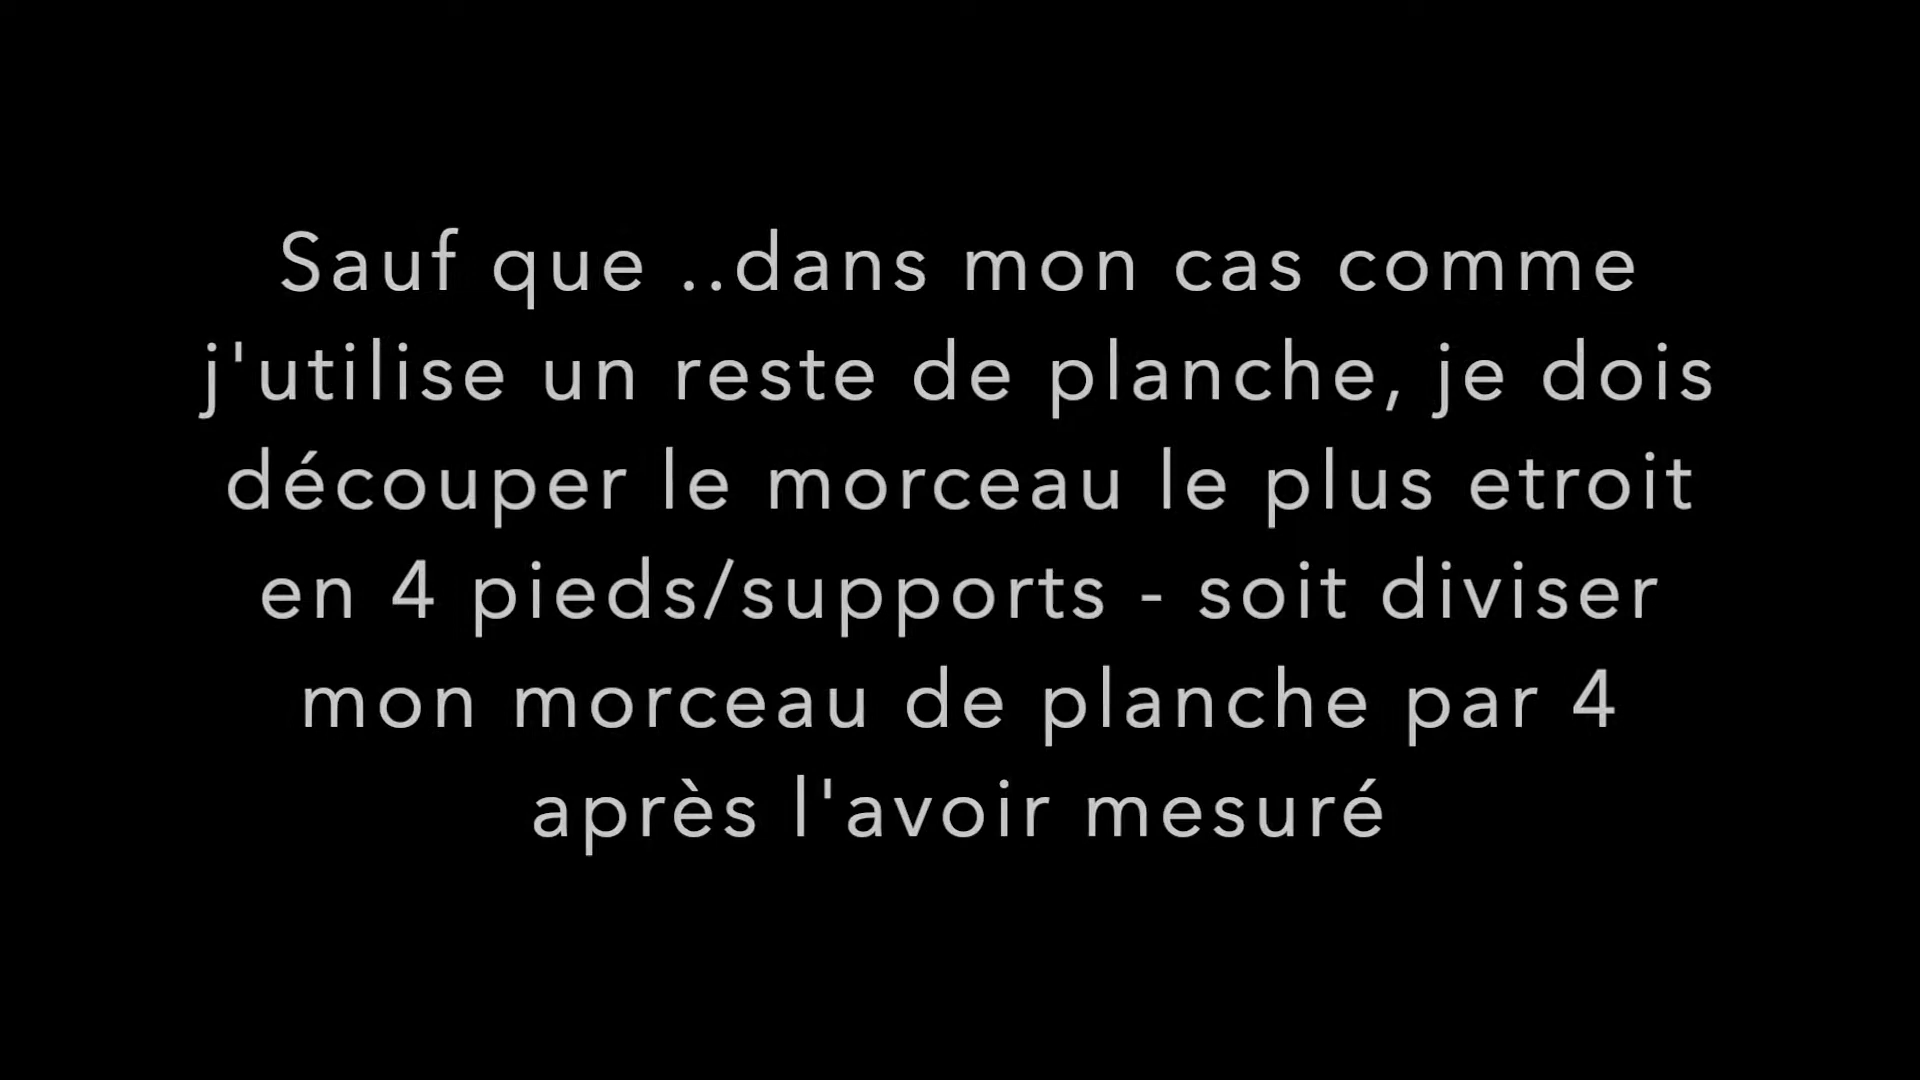 Sauf que ..dans mon cas comme
j'utilise un reste de planche, je dois
découper le morceau le plus etroit
en 4 pieds/supports - soit diviser
mon morceau de planche par 4
après l'avoir mesuré